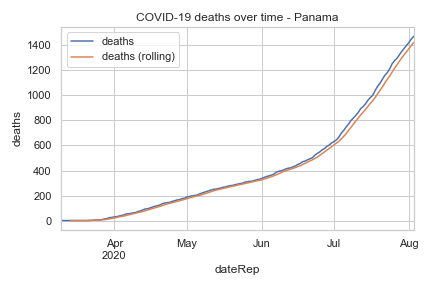 COVID-19 deaths over time - Panama
deaths
deaths (rolling)
1400
1200
1000
800
600
400
200
0
deaths
Apr
2020
May
Jun
Jul
Aug
dateRep